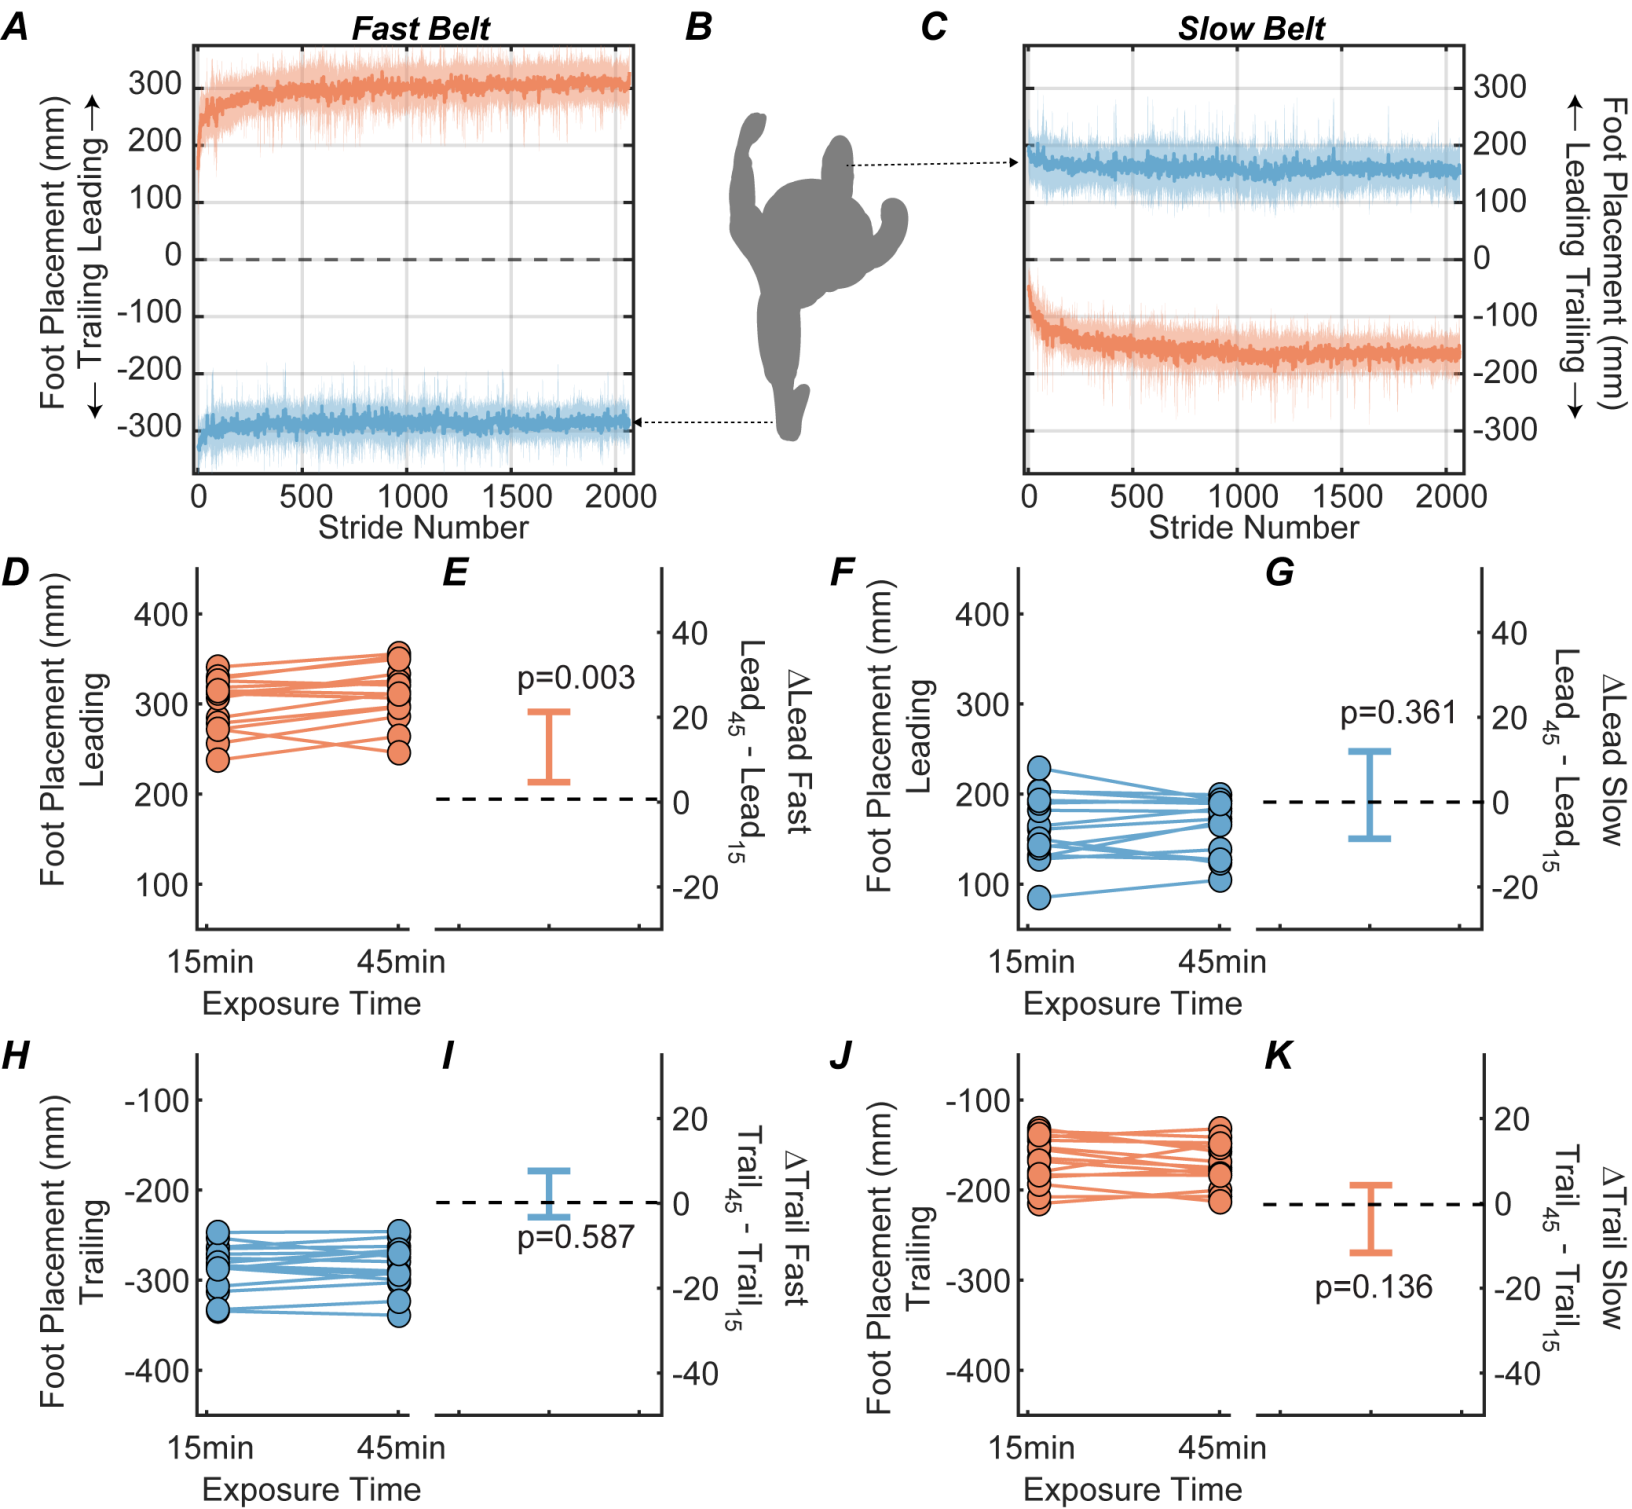 A
Fast Belt
B
C
Slow Belt
Foot Placement (mm)
← Trailing Leading →
300
200
100
0
-100
-200
-300
0 500 1000 1500 2000
Stride Number
300
200
100
0
-100
-200
-300
0 500 1000 1500 2000
Stride Number
Foot Placement (mm)
← Leading Trailing →
D
Foot Placement (mm)
Leading
400
300
200
100
15min 45min
Exposure Time
E
p=0.003
40
20
0
-20
ΔLead Fast
Lead45 - Lead15
F
Foot Placement (mm)
Leading
400
300
200
100
15min 45min
Exposure Time
G
p=0.361
40
20
0
-20
ΔLead Slow
Lead45 - Lead15
H
Foot Placement (mm)
Trailing
-100
-200
-300
-400
15min 45min
Exposure Time
I
p=0.587
20
0
-20
-40
ΔTrail Fast
Trail45 - Trail15
J
Foot Placement (mm)
Trailing
-100
-200
-300
-400
15min 45min
Exposure Time
K
p=0.136
20
0
-20
-40
ΔTrail Slow
Trail45 - Trail15